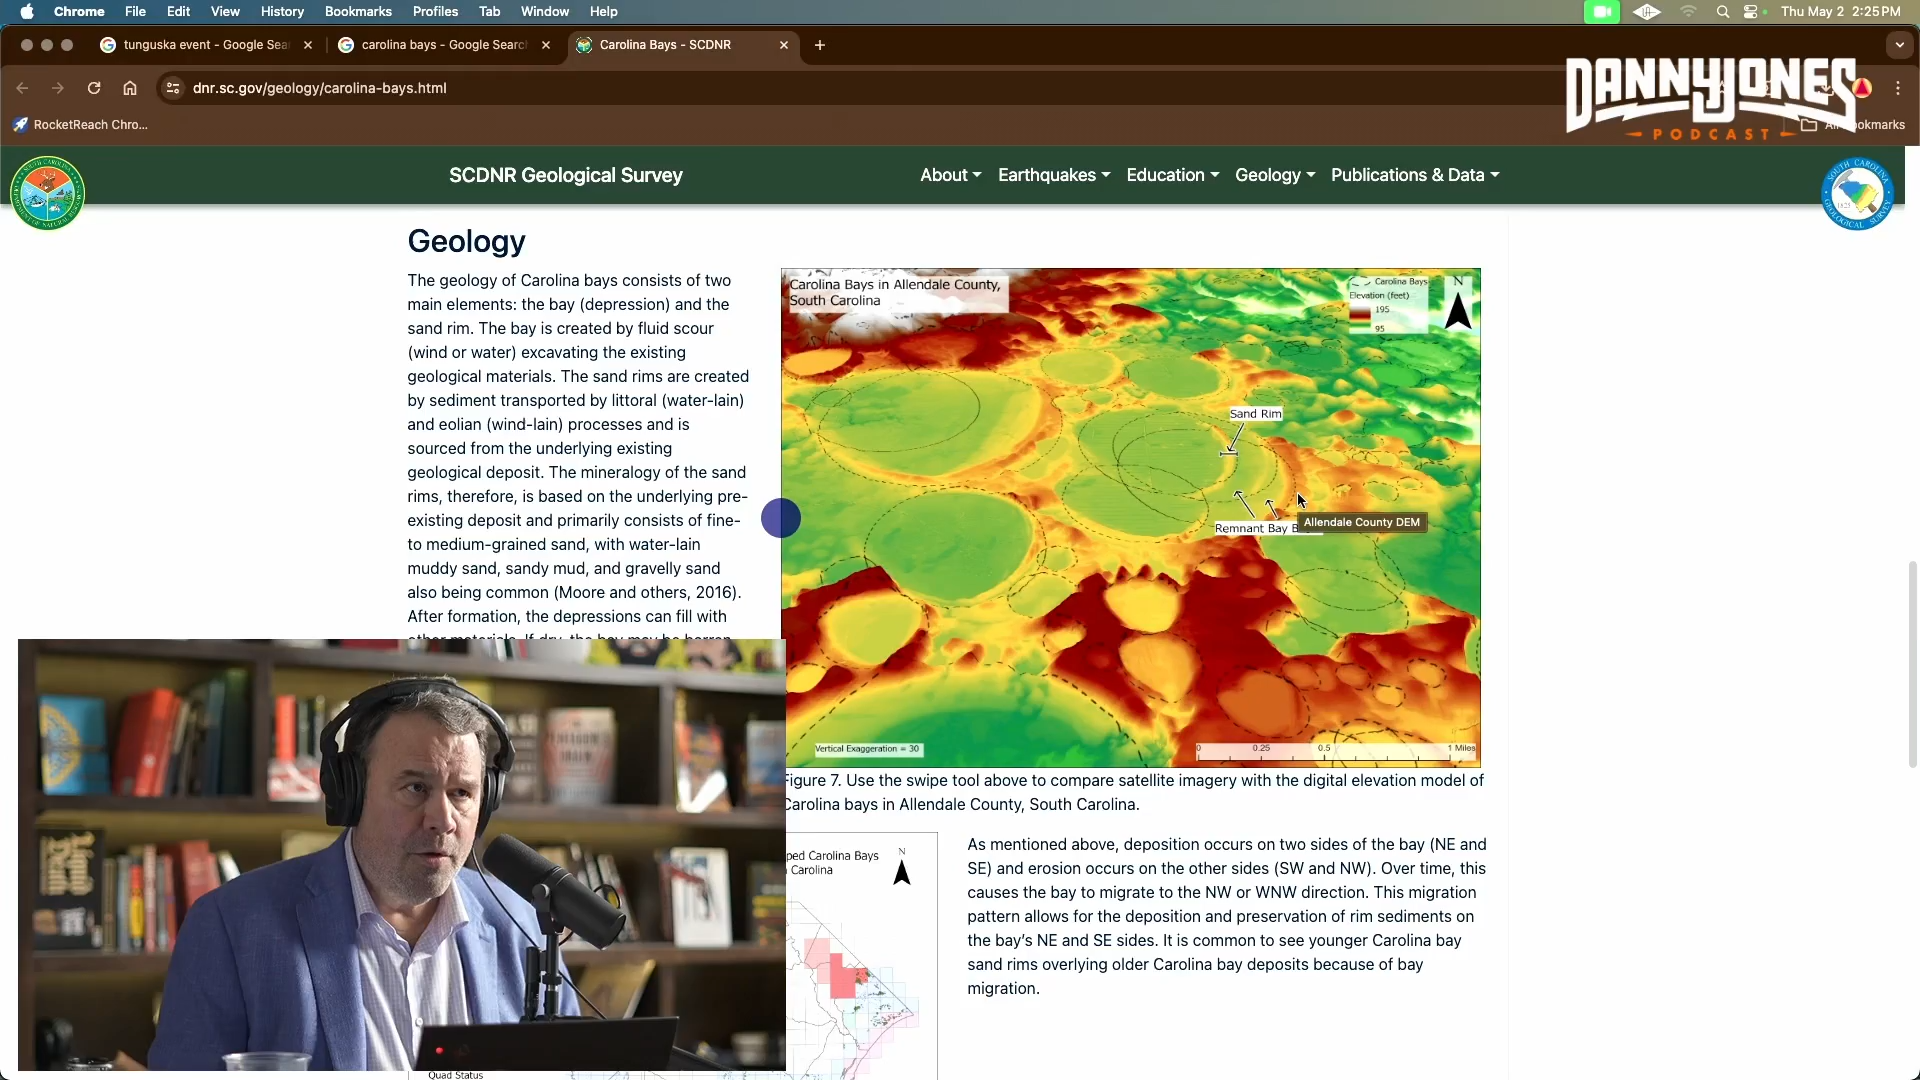 Chrome File Edit View History Bookmarks Profiles Tab Window Help
Thu May 2 2:25 PM
tunguska event - Google Sea
carolina bays - Google Search
Carolina Bays - SCDNR
dnr.sc.gov/geology/carolina-bays.html
RocketReach Chro...
DANNY JONES
PODCAST
SCDNR Geological Survey
About Earthquakes Education Geology Publications & Data
Geology
The geology of Carolina bays consists of two
main elements: the bay (depression) and the
sand rim. The bay is created by fluid scour
(wind or water) excavating the existing
geological materials. The sand rims are created
by sediment transported by littoral (water-lain)
and eolian (wind-lain) processes and is
sourced from the underlying existing
geological deposit. The mineralogy of the sand
rims, therefore, is based on the underlying pre-
existing deposit and primarily consists of fine-
to medium-grained sand, with water-lain
muddy sand, sandy mud, and gravelly sand
also being common (Moore and others, 2016).
After formation, the depressions can fill with
other materials. If dry, the bay may be barren
Carolina Bays in Allendale County,
South Carolina
Carolina Bays
Elevation (feet)
195
95
N
Sand Rim
Remnant Bay B
Allendale County DEM
Vertical Exaggeration = 30
0 0.25 0.5 1 Miles
Figure 7. Use the swipe tool above to compare satellite imagery with the digital elevation model of
Carolina bays in Allendale County, South Carolina.
ped Carolina Bays
Carolina
N
As mentioned above, deposition occurs on two sides of the bay (NE and
SE) and erosion occurs on the other sides (SW and NW). Over time, this
causes the bay to migrate to the NW or WNW direction. This migration
pattern allows for the deposition and preservation of rim sediments on
the bay's NE and SE sides. It is common to see younger Carolina bay
sand rims overlying older Carolina bay deposits because of bay
migration.
Quad Status